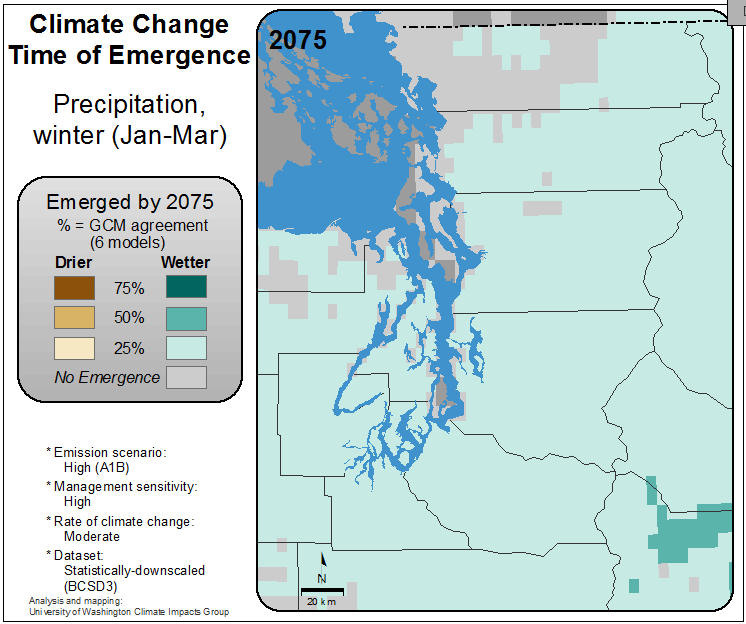 Climate Change
Time of Emergence
Precipitation,
winter (Jan-Mar)
Emerged by 2075
% = GCM agreement
(6 models)
Drier Wetter
75%
50%
25%
No Emergence
* Emission scenario:
High (A1B)
* Management sensitivity:
High
* Rate of climate change:
Moderate
* Dataset:
Statistically-downscaled
(BCSD3)
Analysis and mapping:
University of Washington Climate Impacts Group
2075
N
20 km